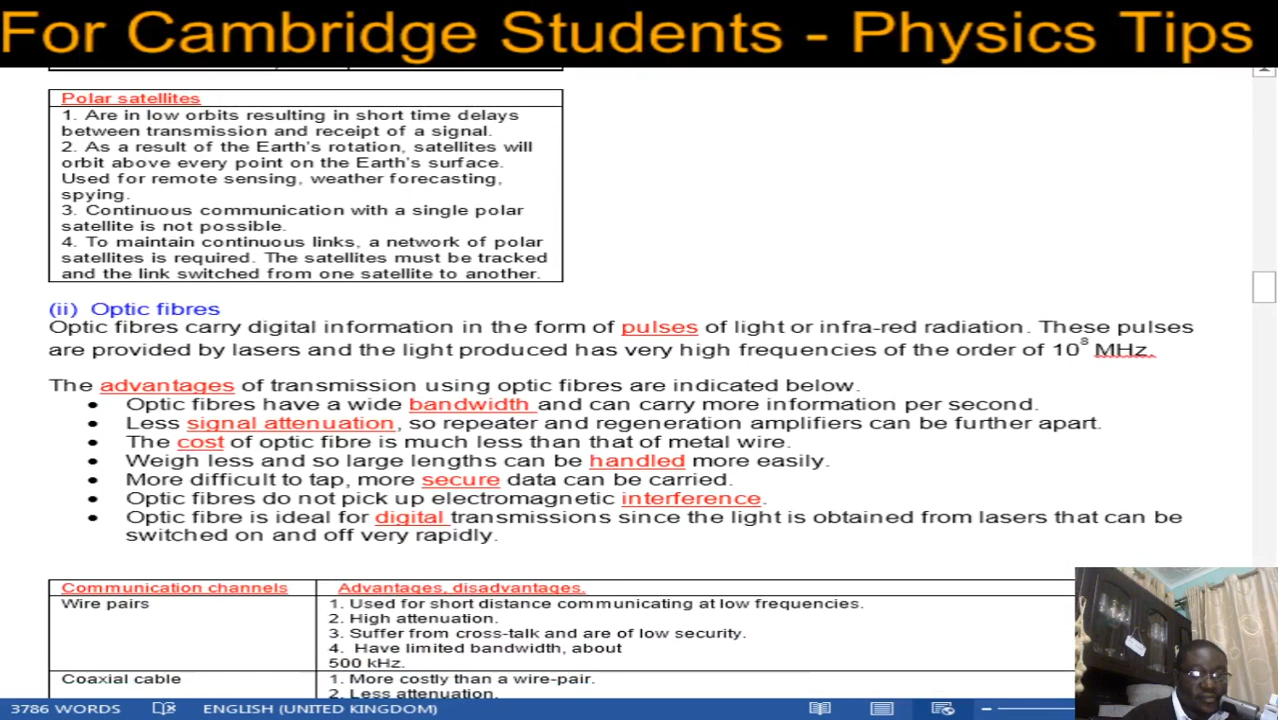 For Cambridge Students - Physics Tips
Polar satellites
1. Are in low orbits resulting in short time delays
between transmission and receipt of a signal.
2. As a result of the Earth's rotation, satellites will
orbit above every point on the Earth's surface.
Used for remote sensing, weather forecasting,
spying.
3. Continuous communication with a single polar
satellite is not possible.
4. To maintain continuous links, a network of polar
satellites is required. The satellites must be tracked
and the link switched from one satellite to another.
(ii) Optic fibres
Optic fibres carry digital information in the form of pulses of light or infra-red radiation. These pulses
are provided by lasers and the light produced has very high frequencies of the order of 10⁸ MHz.
The advantages of transmission using optic fibres are indicated below.
• Optic fibres have a wide bandwidth and can carry more information per second.
• Less signal attenuation, so repeater and regeneration amplifiers can be further apart.
• The cost of optic fibre is much less than that of metal wire.
• Weigh less and so large lengths can be handled more easily.
• More difficult to tap, more secure data can be carried.
• Optic fibres do not pick up electromagnetic interference.
• Optic fibre is ideal for digital transmissions since the light is obtained from lasers that can be
switched on and off very rapidly.
Communication channels Advantages, disadvantages.
Wire pairs 1. Used for short distance communicating at low frequencies.
2. High attenuation.
3. Suffer from cross-talk and are of low security.
4. Have limited bandwidth, about
500 kHz.
Coaxial cable 1. More costly than a wire-pair.
2. Less attenuation.
3786 WORDS ENGLISH (UNITED KINGDOM)